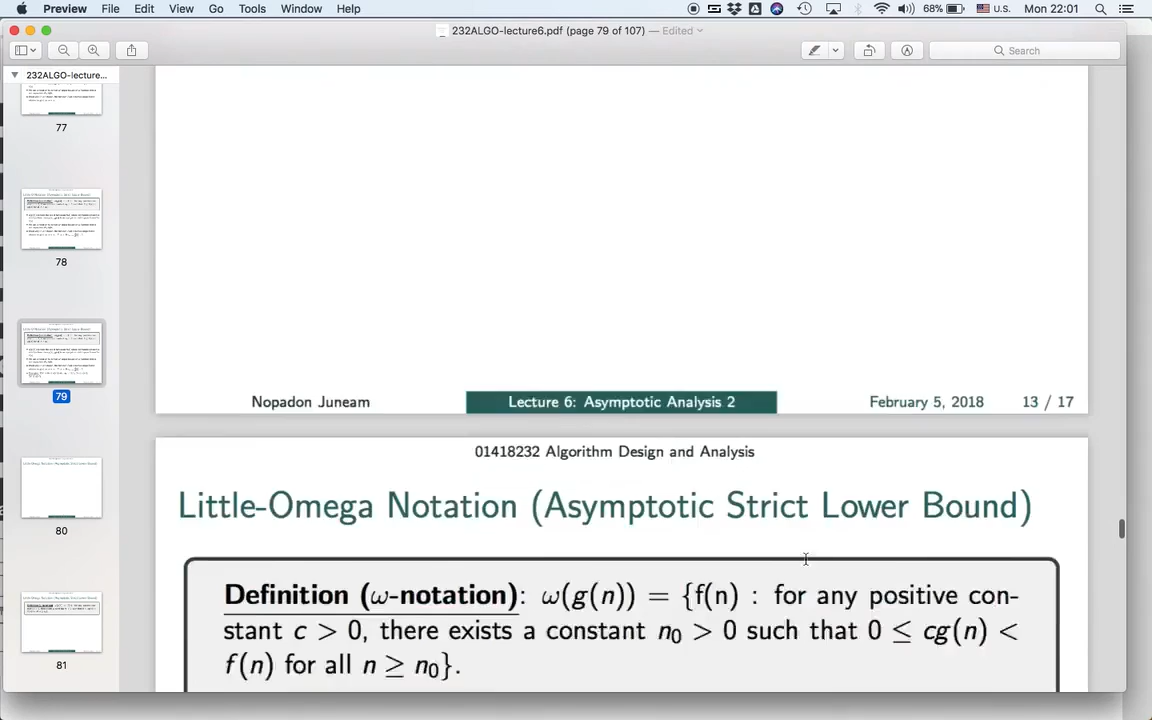 Preview File Edit View Go Tools Window Help 68% U.S. Mon 22:01
232ALGO-lecture6.pdf (page 79 of 107) — Edited
Search
232ALGO-lecture...
77
78
79
80
81
Nopadon Juneam Lecture 6: Asymptotic Analysis 2 February 5, 2018 13 / 17
01418232 Algorithm Design and Analysis
Little-Omega Notation (Asymptotic Strict Lower Bound)
Definition (ω-notation): ω(g(n)) = {f(n) : for any positive con-
stant c > 0, there exists a constant n₀ > 0 such that 0 ≤ cg(n) <
f(n) for all n ≥ n₀}.